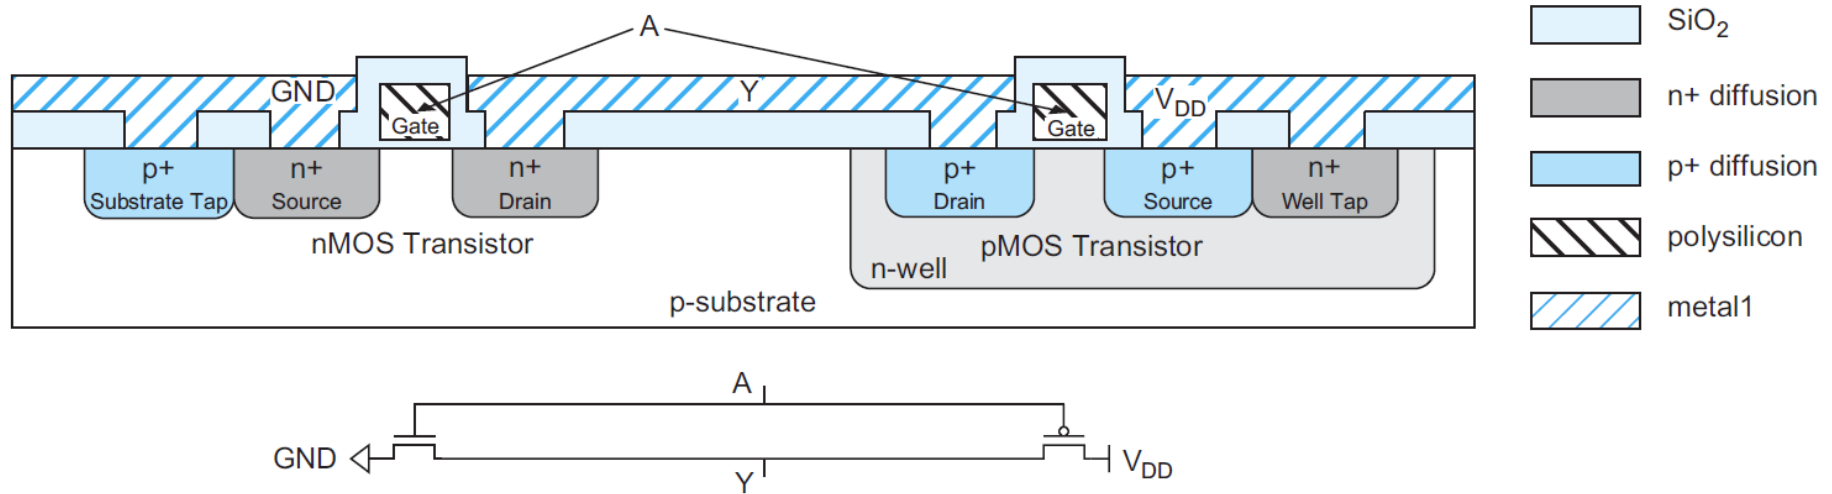 A
SiO2
GND
Y
VDD
n+ diffusion
Gate
Gate
p+
n+
n+
p+
p+
n+
p+ diffusion
Substrate Tap
Source
Drain
Drain
Source
Well Tap
nMOS Transistor
pMOS Transistor
polysilicon
n-well
p-substrate
metal1
A
GND
VDD
Y